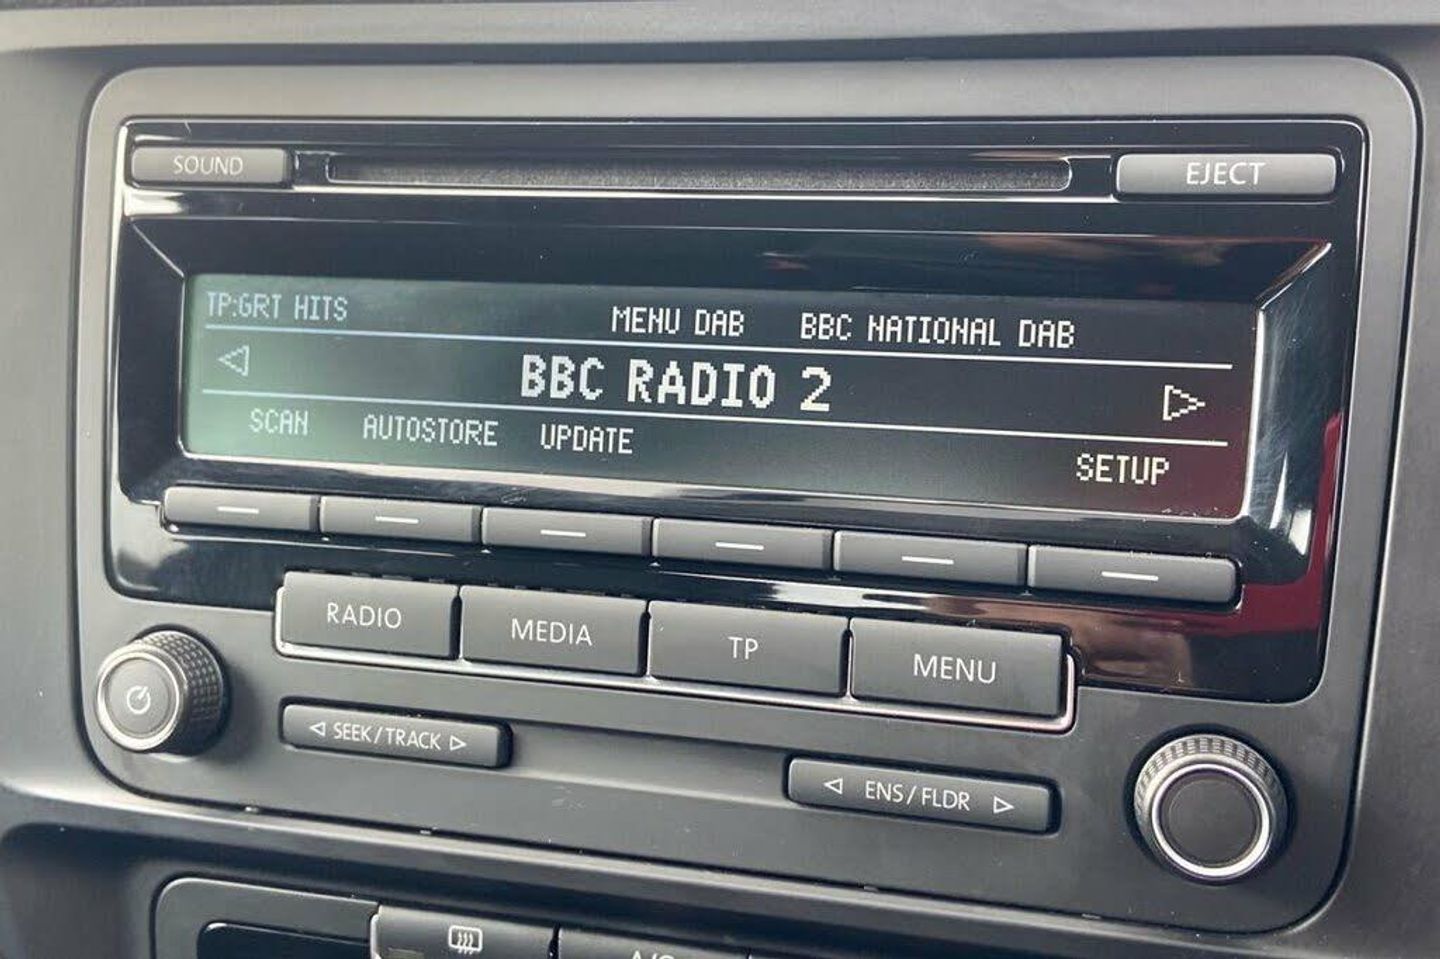 SOUND
EJECT
TP:GRT HITS
MENU DAB BBC NATIONAL DAB
BBC RADIO 2
SCAN AUTOSTORE UPDATE
SETUP
RADIO MEDIA TP MENU
SEEK/TRACK
ENS/FLDR